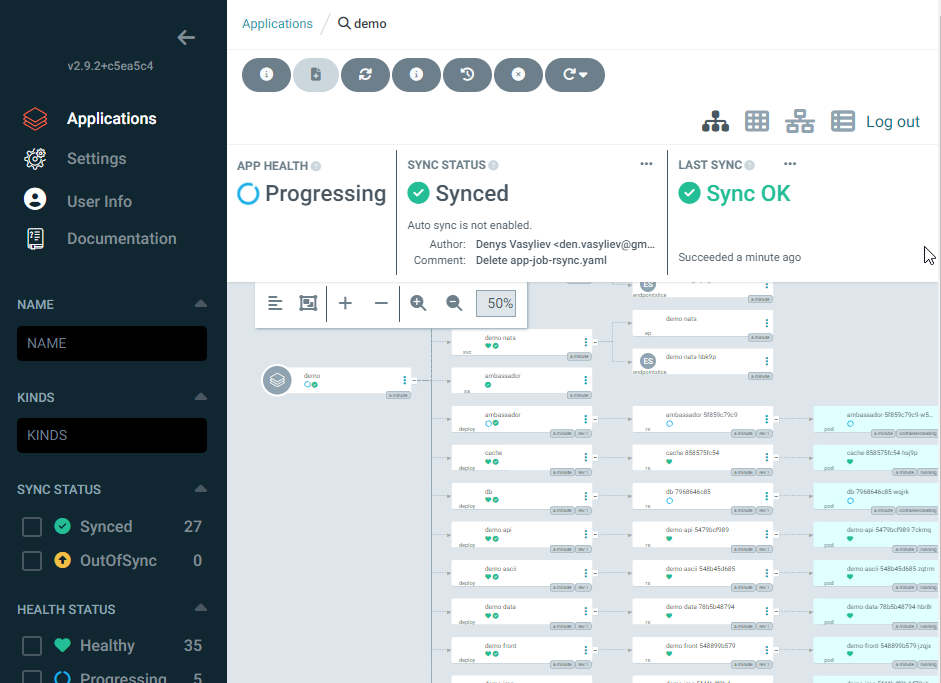 Applications
demo
v2.9.2+c5ea5c4
Applications
Settings
User Info
Documentation
NAME
NAME
KINDS
KINDS
SYNC STATUS
Synced 27
OutOfSync 0
HEALTH STATUS
Healthy 35
Progressing 5
Log out
APP HEALTH
Progressing
SYNC STATUS
Synced
Auto sync is not enabled.
Author: Denys Vasyliev <den.vasyliev@gm...
Comment: Delete app-job-rsync.yaml
LAST SYNC
Sync OK
Succeeded a minute ago
50%
ES
endpointslice
a minute
demo nats
svc
a minute
demo nats
ep
a minute
ES
demo nats hbk9p
endpointslice
a minute
demo
a minute
ambassador
sa
a minute
ambassador
deploy
a minute rev:1
ambassador 5f859c79c9
rs
a minute rev:1
ambassador 5f859c79c9 w5...
pod
a minute containercreating
cache
deploy
a minute rev:1
cache 858575fc54
rs
a minute rev:1
cache 858575fc54 hsj9p
pod
a minute running
db
deploy
a minute rev:1
db 7968646c85
rs
a minute rev:1
db 7968646c85 wqjrk
pod
a minute containercreating
demo api
deploy
a minute rev:1
demo api 5479bcf989
rs
a minute rev:1
demo api 5479bcf989 7ckmq
pod
a minute running
demo ascii
deploy
a minute rev:1
demo ascii 548b45d685
rs
a minute rev:1
demo ascii 548b45d685 zqtrm
pod
a minute running
demo data
deploy
a minute rev:1
demo data 78b5b48794
rs
a minute rev:1
demo data 78b5b48794 hbr8r
pod
a minute running
demo front
deploy
a minute rev:1
demo front 548899b579
rs
a minute rev:1
demo front 548899b579 jzqjx
pod
a minute running